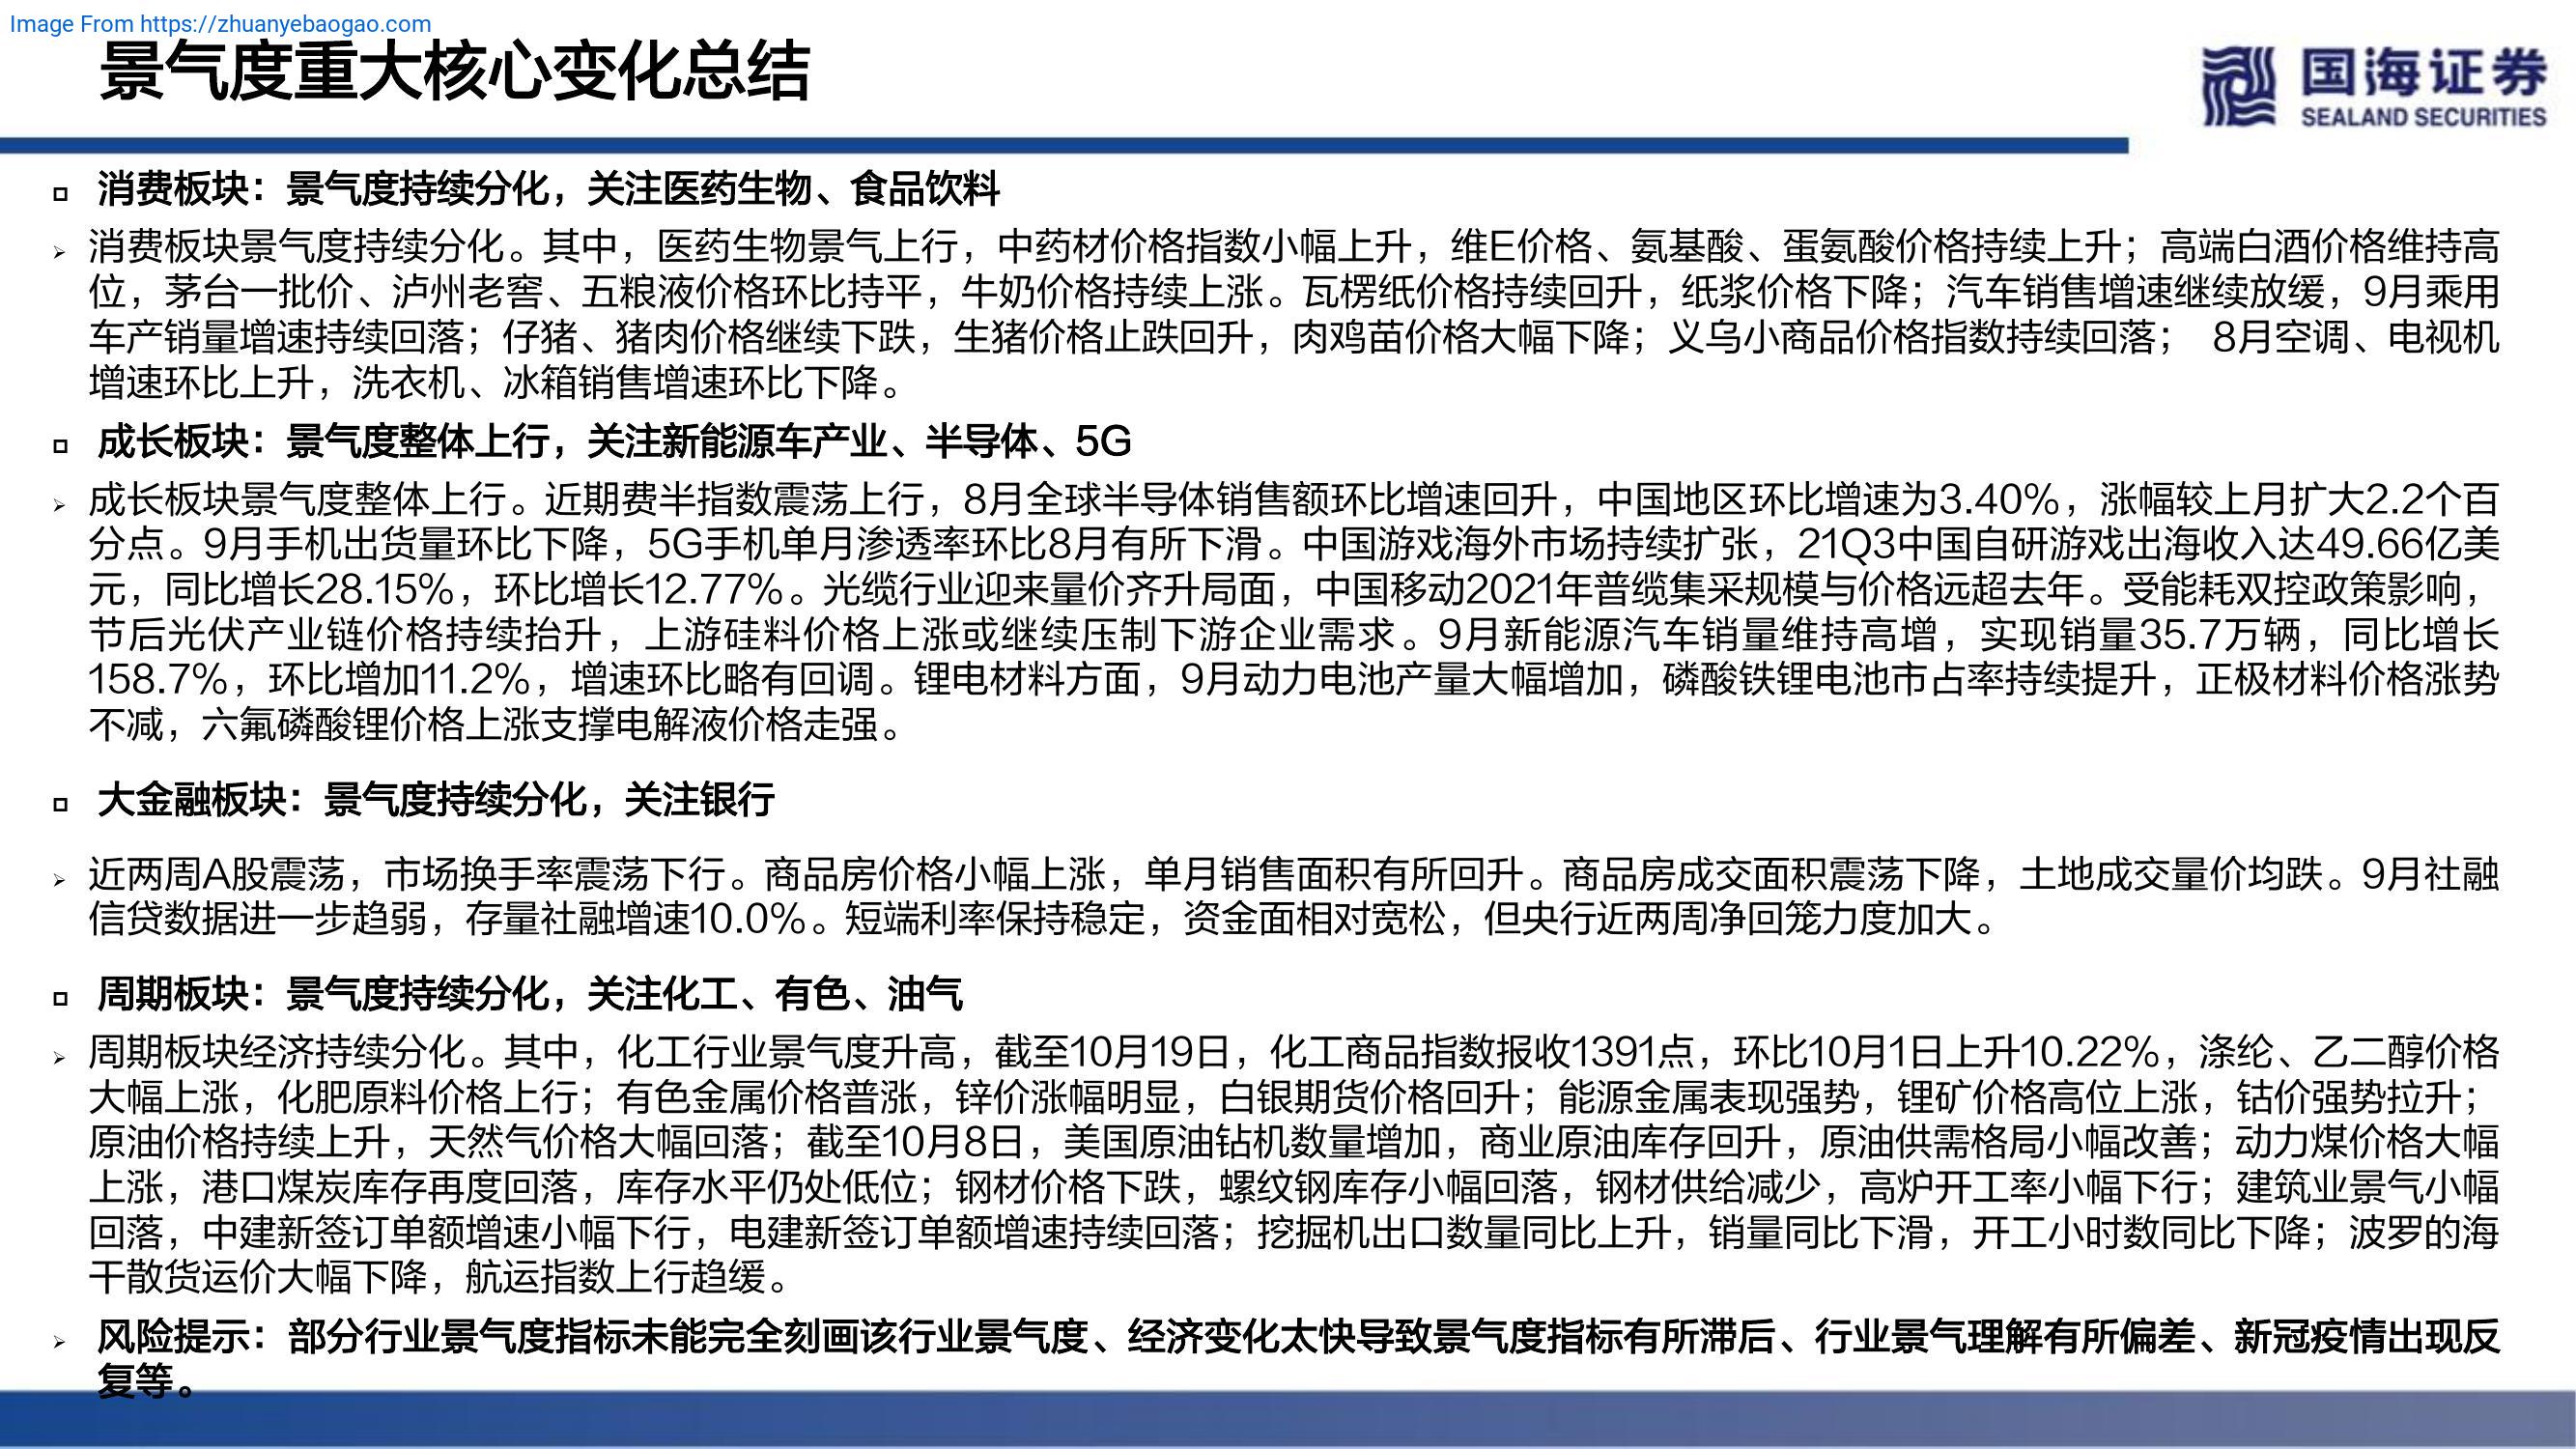 Image From https://zhuanyebaogao.com
景气度重大核心变化总结
国海证券
SEALAND SECURITIES
消费板块：景气度持续分化，关注医药生物、食品饮料
消费板块景气度持续分化。其中，医药生物景气上行，中药材价格指数小幅上升，维E价格、氨基酸、蛋氨酸价格持续上升；高端白酒价格维持高
位，茅台一批价、泸州老窖、五粮液价格环比持平，牛奶价格持续上涨。瓦楞纸价格持续回升，纸浆价格下降；汽车销售增速继续放缓，9月乘用
车产销量增速持续回落；仔猪、猪肉价格继续下跌，生猪价格止跌回升，肉鸡苗价格大幅下降；义乌小商品价格指数持续回落； 8月空调、电视机
增速环比上升，洗衣机、冰箱销售增速环比下降。
成长板块：景气度整体上行，关注新能源车产业、半导体、5G
成长板块景气度整体上行。近期费半指数震荡上行，8月全球半导体销售额环比增速回升，中国地区环比增速为3.40%，涨幅较上月扩大2.2个百
分点。9月手机出货量环比下降，5G手机单月渗透率环比8月有所下滑。中国游戏海外市场持续扩张，21Q3中国自研游戏出海收入达49.66亿美
元，同比增长28.15%，环比增长12.77%。光缆行业迎来量价齐升局面，中国移动2021年普缆集采规模与价格远超去年。受能耗双控政策影响，
节后光伏产业链价格持续抬升，上游硅料价格上涨或继续压制下游企业需求。9月新能源汽车销量维持高增，实现销量35.7万辆，同比增长
158.7%，环比增加11.2%，增速环比略有回调。锂电材料方面，9月动力电池产量大幅增加，磷酸铁锂电池市占率持续提升，正极材料价格涨势
不减，六氟磷酸锂价格上涨支撑电解液价格走强。
大金融板块：景气度持续分化，关注银行
近两周A股震荡，市场换手率震荡下行。商品房价格小幅上涨，单月销售面积有所回升。商品房成交面积震荡下降，土地成交量价均跌。9月社融
信贷数据进一步趋弱，存量社融增速10.0%。短端利率保持稳定，资金面相对宽松，但央行近两周净回笼力度加大。
周期板块：景气度持续分化，关注化工、有色、油气
周期板块经济持续分化。其中，化工行业景气度升高，截至10月19日，化工商品指数报收1391点，环比10月1日上升10.22%，涤纶、乙二醇价格
大幅上涨，化肥原料价格上行；有色金属价格普涨，锌价涨幅明显，白银期货价格回升；能源金属表现强势，锂矿价格高位上涨，钴价强势拉升；
原油价格持续上升，天然气价格大幅回落；截至10月8日，美国原油钻机数量增加，商业原油库存回升，原油供需格局小幅改善；动力煤价格大幅
上涨，港口煤炭库存再度回落，库存水平仍处低位；钢材价格下跌，螺纹钢库存小幅回落，钢材供给减少，高炉开工率小幅下行；建筑业景气小幅
回落，中建新签订单额增速小幅下行，电建新签订单额增速持续回落；挖掘机出口数量同比上升，销量同比下滑，开工小时数同比下降；波罗的海
干散货运价大幅下降，航运指数上行趋缓。
风险提示：部分行业景气度指标未能完全刻画该行业景气度、经济变化太快导致景气度指标有所滞后、行业景气理解有所偏差、新冠疫情出现反
复等。